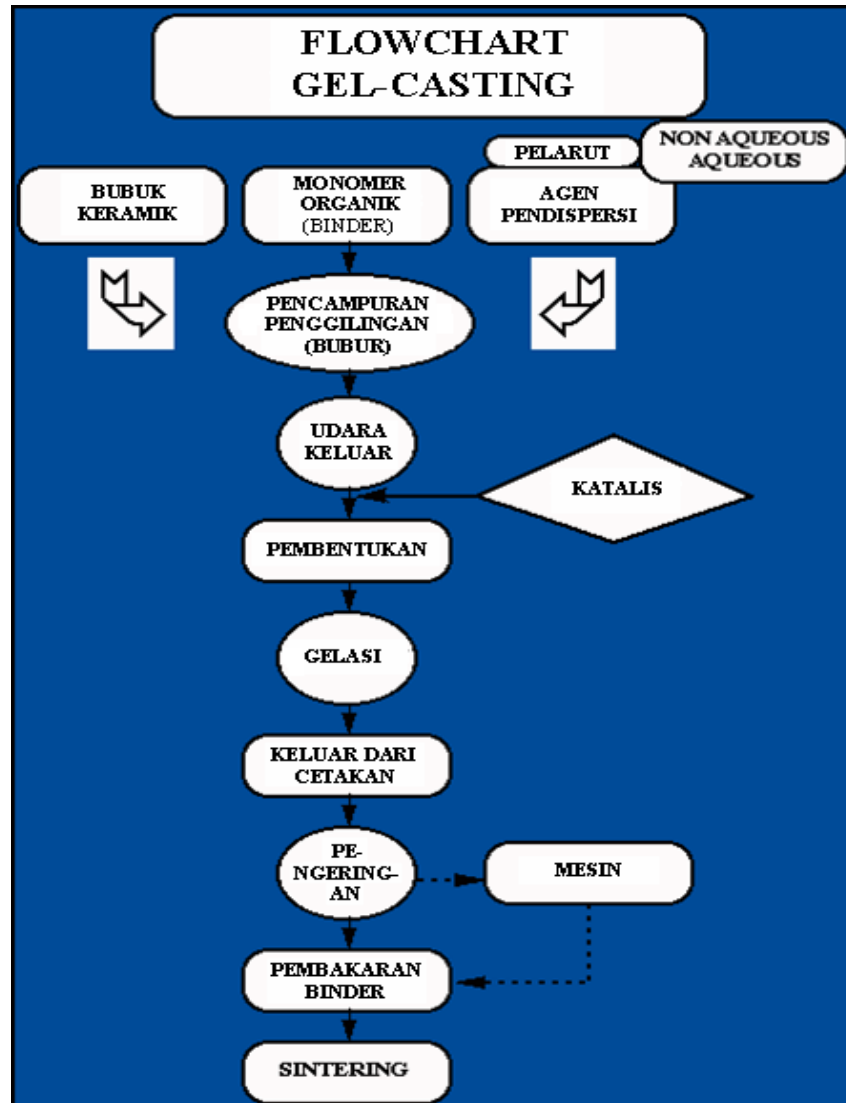 FLOWCHART
GEL-CASTING
NON AQUEOUS
AQUEOUS
PELARUT
BUBUK
KERAMIK
MONOMER
ORGANIK
(BINDER)
AGEN
PENDISPERSI
PENCAMPURAN
PENGGILINGAN
(BUBUR)
UDARA
KELUAR
KATALIS
PEMBENTUKAN
GELASI
KELUAR DARI
CETAKAN
PE-
NGERING-
AN
MESIN
PEMBAKARAN
BINDER
SINTERING